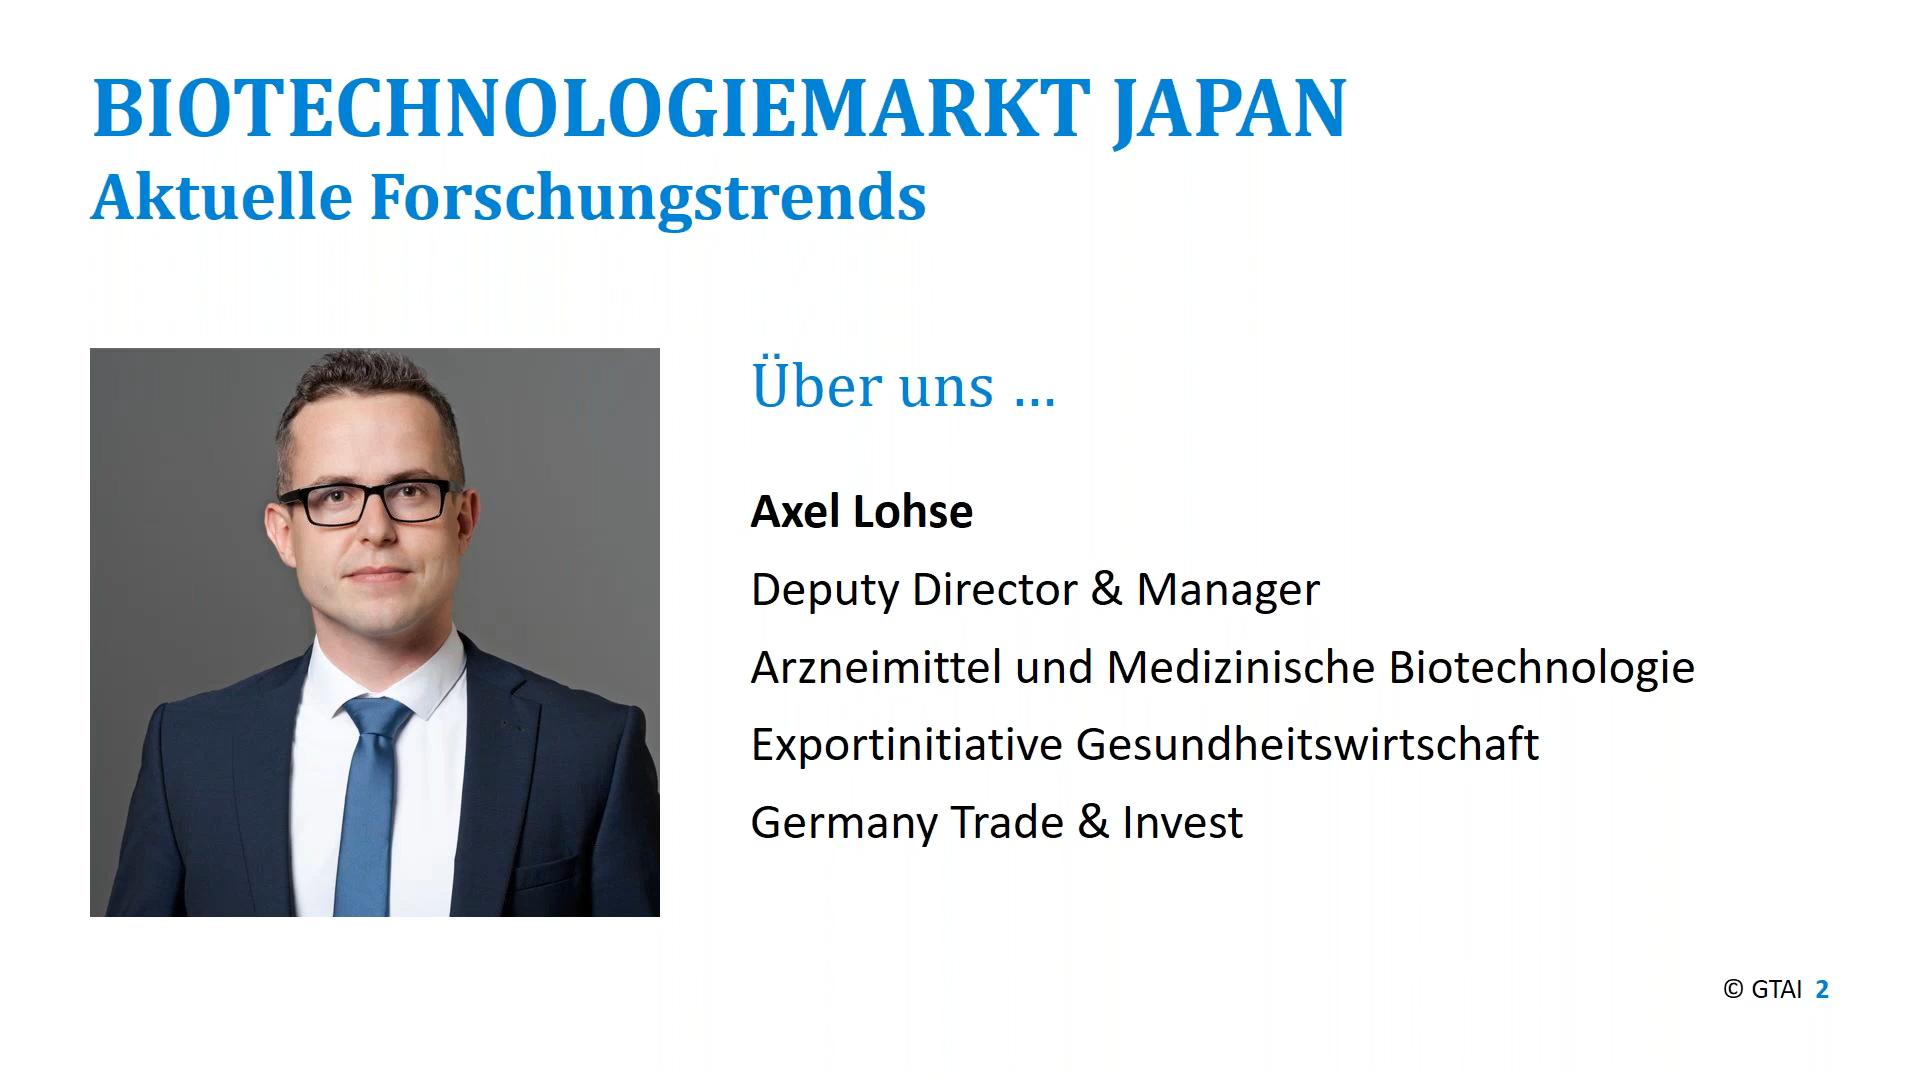 BIOTECHNOLOGIEMARKT JAPAN
Aktuelle Forschungstrends
Über uns ...
Axel Lohse
Deputy Director & Manager
Arzneimittel und Medizinische Biotechnologie
Exportinitiative Gesundheitswirtschaft
Germany Trade & Invest
© GTAI 2